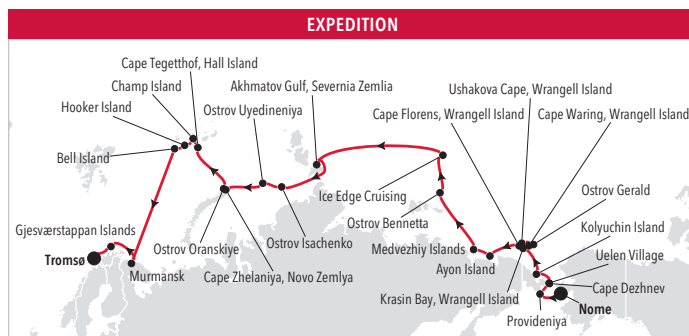 EXPEDITION
Cape Tegetthof, Hall Island
Champ Island
Hooker Island
Bell Island
Akhmatov Gulf, Severnia Zemlia
Ostrov Uyedineniya
Ushakova Cape, Wrangell Island
Cape Florens, Wrangell Island
Cape Waring, Wrangell Island
Ice Edge Cruising
Ostrov Gerald
Ostrov Bennetta
Kolyuchin Island
Gjesværstappan Islands
Ostrov Oranskiye
Ostrov Isachenko
Medvezhiy Islands
Uelen Village
Tromsø
Murmansk
Cape Zhelaniya, Novo Zemlya
Ayon Island
Cape Dezhnev
Krasin Bay, Wrangell Island
Nome
Provideniya